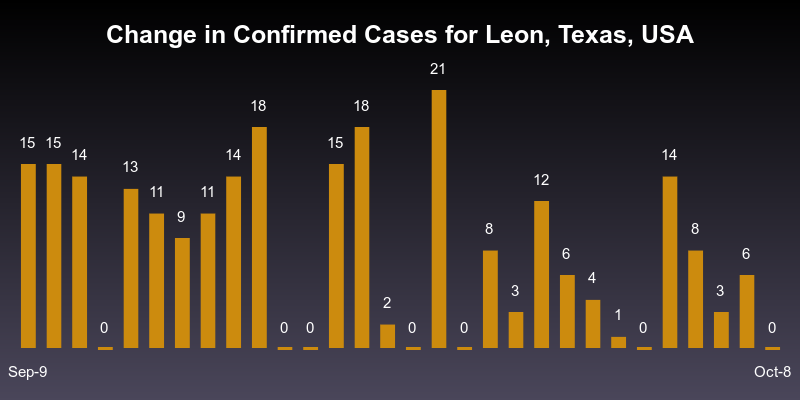 Change in Confirmed Cases for Leon, Texas, USA
15 15 14 0 13 11 9 11 14 18 0 0 15 18 2 0 21 0 8 3 12 6 4 1 0 14 8 3 6 0
Sep-9 Oct-8